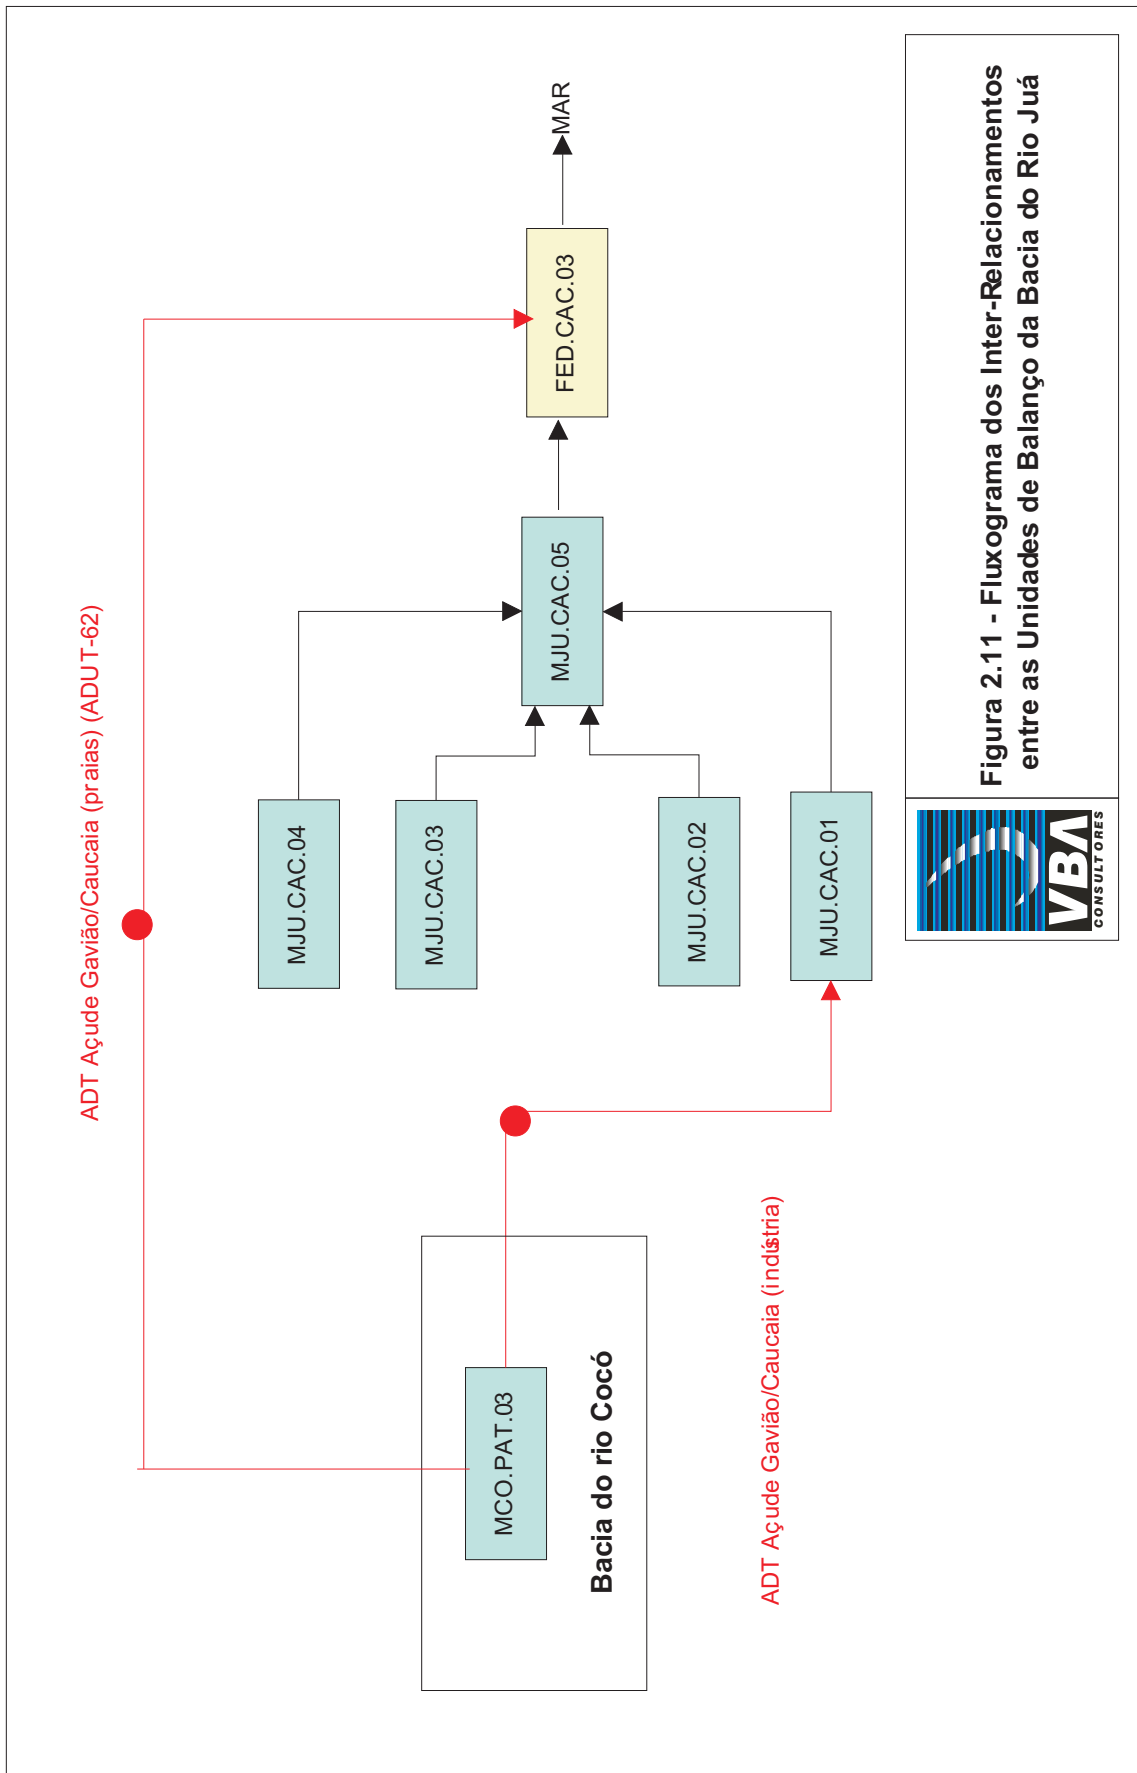 ADT Açude Gavião/Caucaia (praias) (ADUT-62)
MCO.PAT.03
Bacia do rio Cocó
ADT Açude Gavião/Caucaia (indústria)
MJU.CAC.04
MJU.CAC.03
MJU.CAC.02
MJU.CAC.01
MJU.CAC.05
FED.CAC.03
MAR
VBA
CONSULTORES
Figura 2.11 - Fluxograma dos Inter-Relacionamentos
entre as Unidades de Balanço da Bacia do Rio Juá